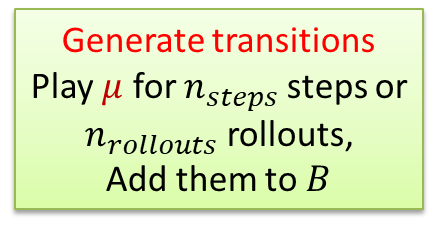 Generate transitions
Play μ for n_steps steps or
n_rollouts rollouts,
Add them to B